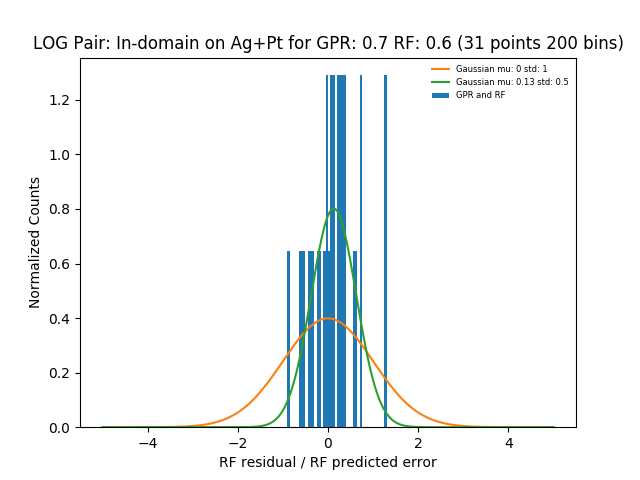 LOG Pair: In-domain on Ag+Pt for GPR: 0.7 RF: 0.6 (31 points 200 bins)
Gaussian mu: 0 std: 1
Gaussian mu: 0.13 std: 0.5
GPR and RF
Normalized Counts
1.2
1.0
0.8
0.6
0.4
0.2
0.0
−4 −2 0 2 4
RF residual / RF predicted error